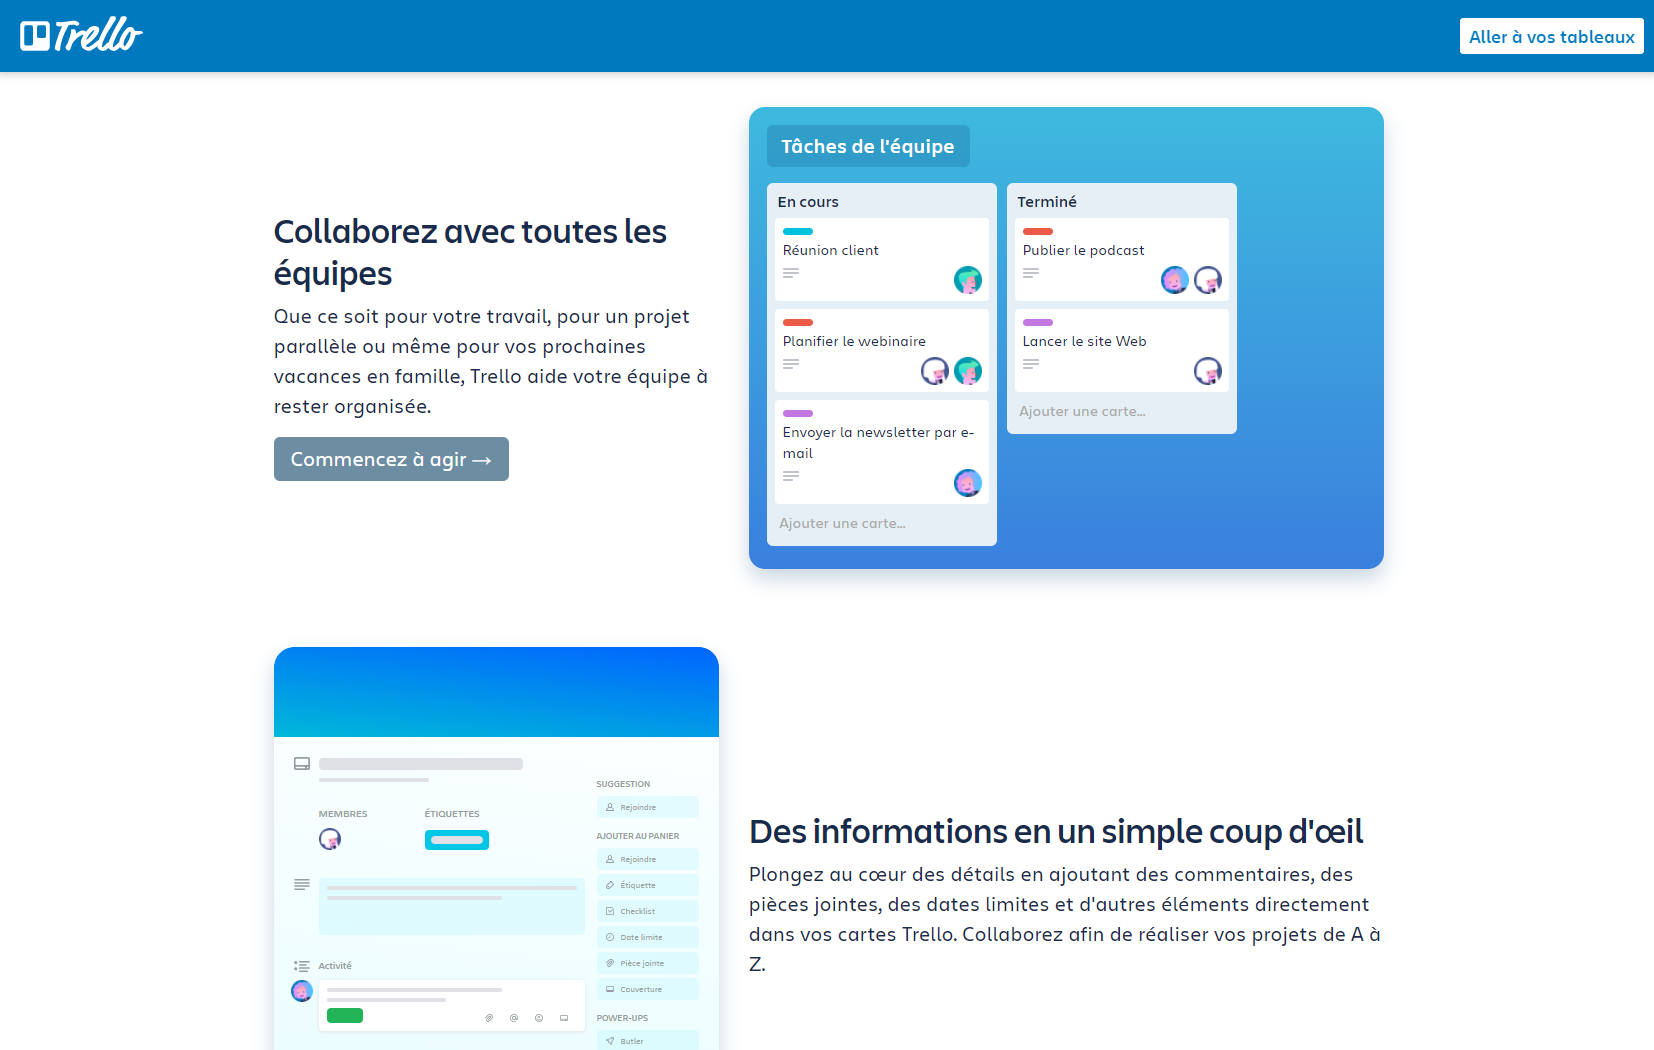 Trello
Aller à vos tableaux
Collaborez avec toutes les
équipes
Que ce soit pour votre travail, pour un projet
parallèle ou même pour vos prochaines
vacances en famille, Trello aide votre équipe à
rester organisée.
Commencez à agir →
Tâches de l'équipe
En cours
Réunion client
Planifier le webinaire
Envoyer la newsletter par e-
mail
Ajouter une carte...
Terminé
Publier le podcast
Lancer le site Web
Ajouter une carte...
MEMBRES
ÉTIQUETTES
Activité
SUGGESTION
Rejoindre
AJOUTER AU PANIER
Rejoindre
Étiquette
Checklist
Date limite
Pièce jointe
Couverture
POWER-UPS
Butler
Des informations en un simple coup d'œil
Plongez au cœur des détails en ajoutant des commentaires, des
pièces jointes, des dates limites et d'autres éléments directement
dans vos cartes Trello. Collaborez afin de réaliser vos projets de A à
Z.